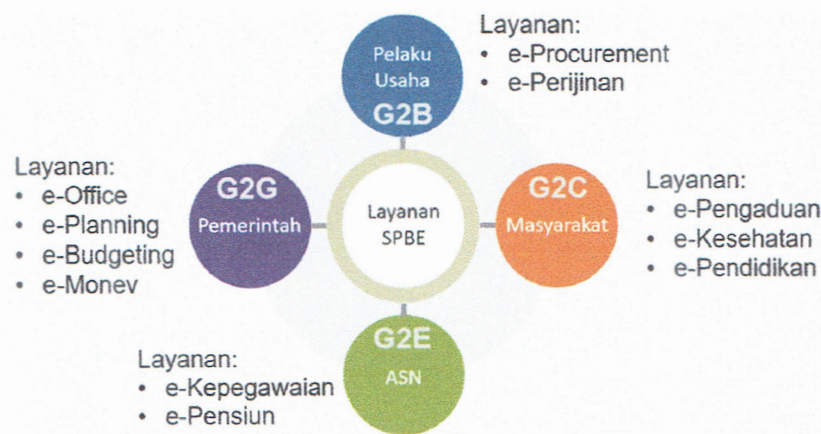 Pelaku
Usaha
G2B
Layanan:
• e-Procurement
• e-Perijinan
Layanan:
• e-Office
• e-Planning
• e-Budgeting
• e-Monev
G2G
Pemerintah
Layanan
SPBE
G2C
Masyarakat
Layanan:
• e-Pengaduan
• e-Kesehatan
• e-Pendidikan
G2E
ASN
Layanan:
• e-Kepegawaian
• e-Pensiun